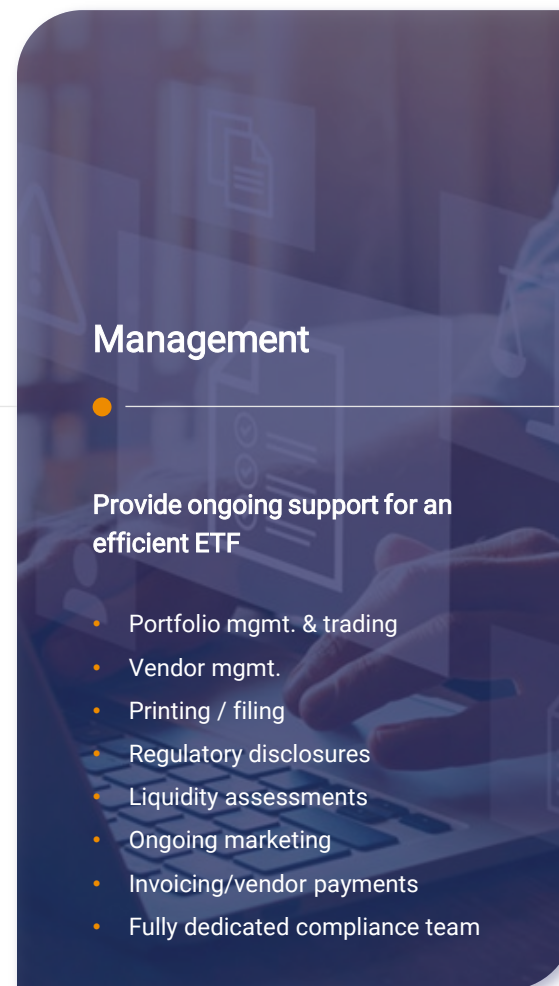 Management
Provide ongoing support for an
efficient ETF
• Portfolio mgmt. & trading
• Vendor mgmt.
• Printing / filing
• Regulatory disclosures
• Liquidity assessments
• Ongoing marketing
• Invoicing/vendor payments
• Fully dedicated compliance team